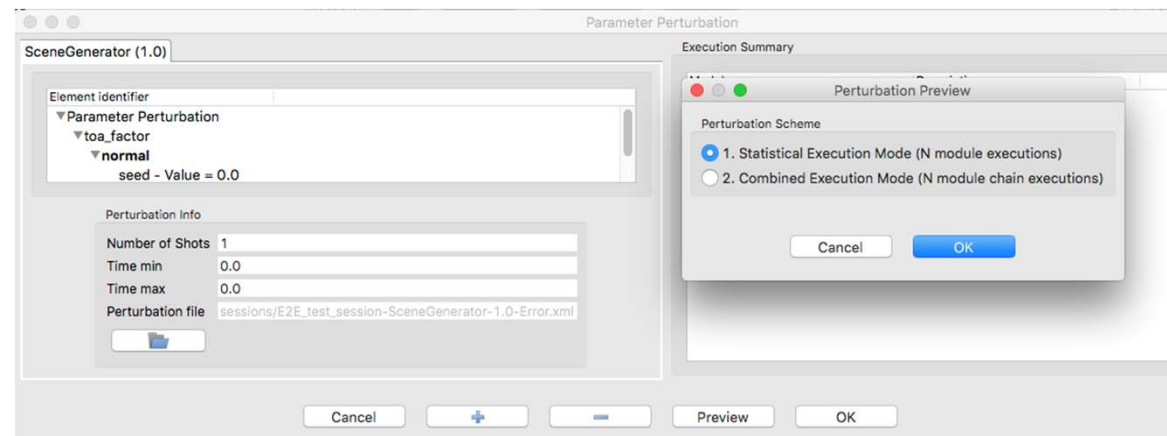 Parameter Perturbation
SceneGenerator (1.0)
Element identifier
Parameter Perturbation
toa_factor
normal
seed - Value = 0.0
Perturbation Info
Number of Shots 1
Time min 0.0
Time max 0.0
Perturbation file sessions/E2E_test_session-SceneGenerator-1.0-Error.xml
Execution Summary
Perturbation Preview
Perturbation Scheme
1. Statistical Execution Mode (N module executions)
2. Combined Execution Mode (N module chain executions)
Cancel OK
Cancel + − Preview OK